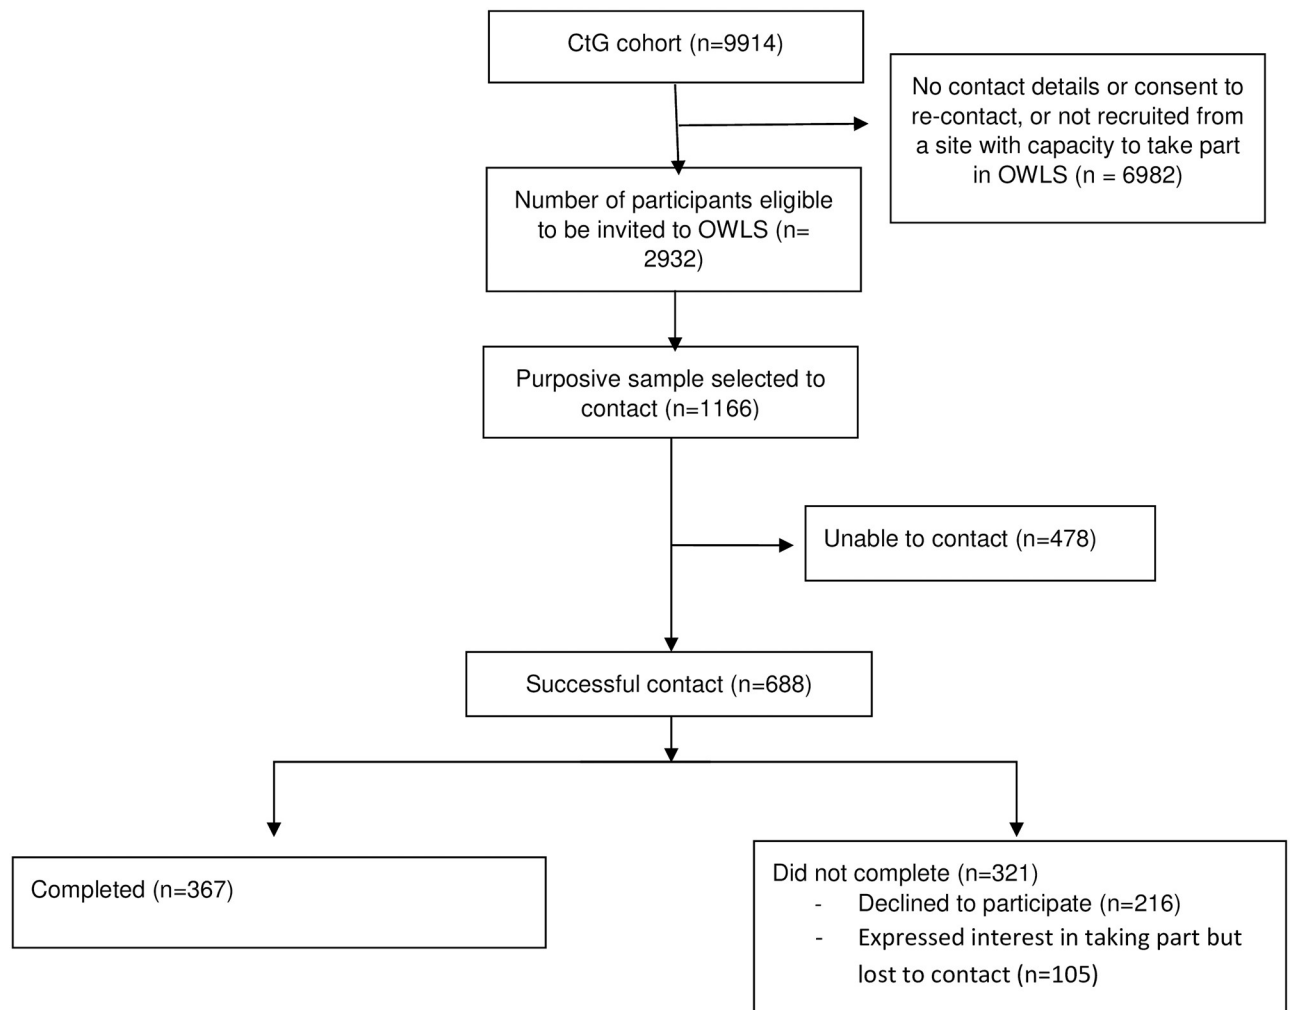 CtG cohort (n=9914)
No contact details or consent to
re-contact, or not recruited from
a site with capacity to take part
in OWLS (n = 6982)
Number of participants eligible
to be invited to OWLS (n=
2932)
Purposive sample selected to
contact (n=1166)
Unable to contact (n=478)
Successful contact (n=688)
Completed (n=367)
Did not complete (n=321)
- Declined to participate (n=216)
- Expressed interest in taking part but
lost to contact (n=105)